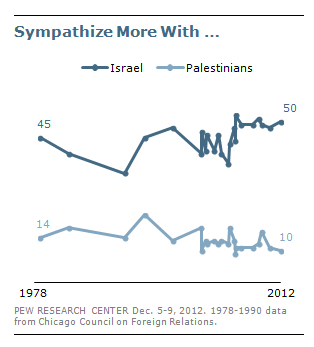 Sympathize More With ...
Israel Palestinians
45
50
14
10
1978 2012
PEW RESEARCH CENTER Dec. 5-9, 2012. 1978-1990 data
from Chicago Council on Foreign Relations.